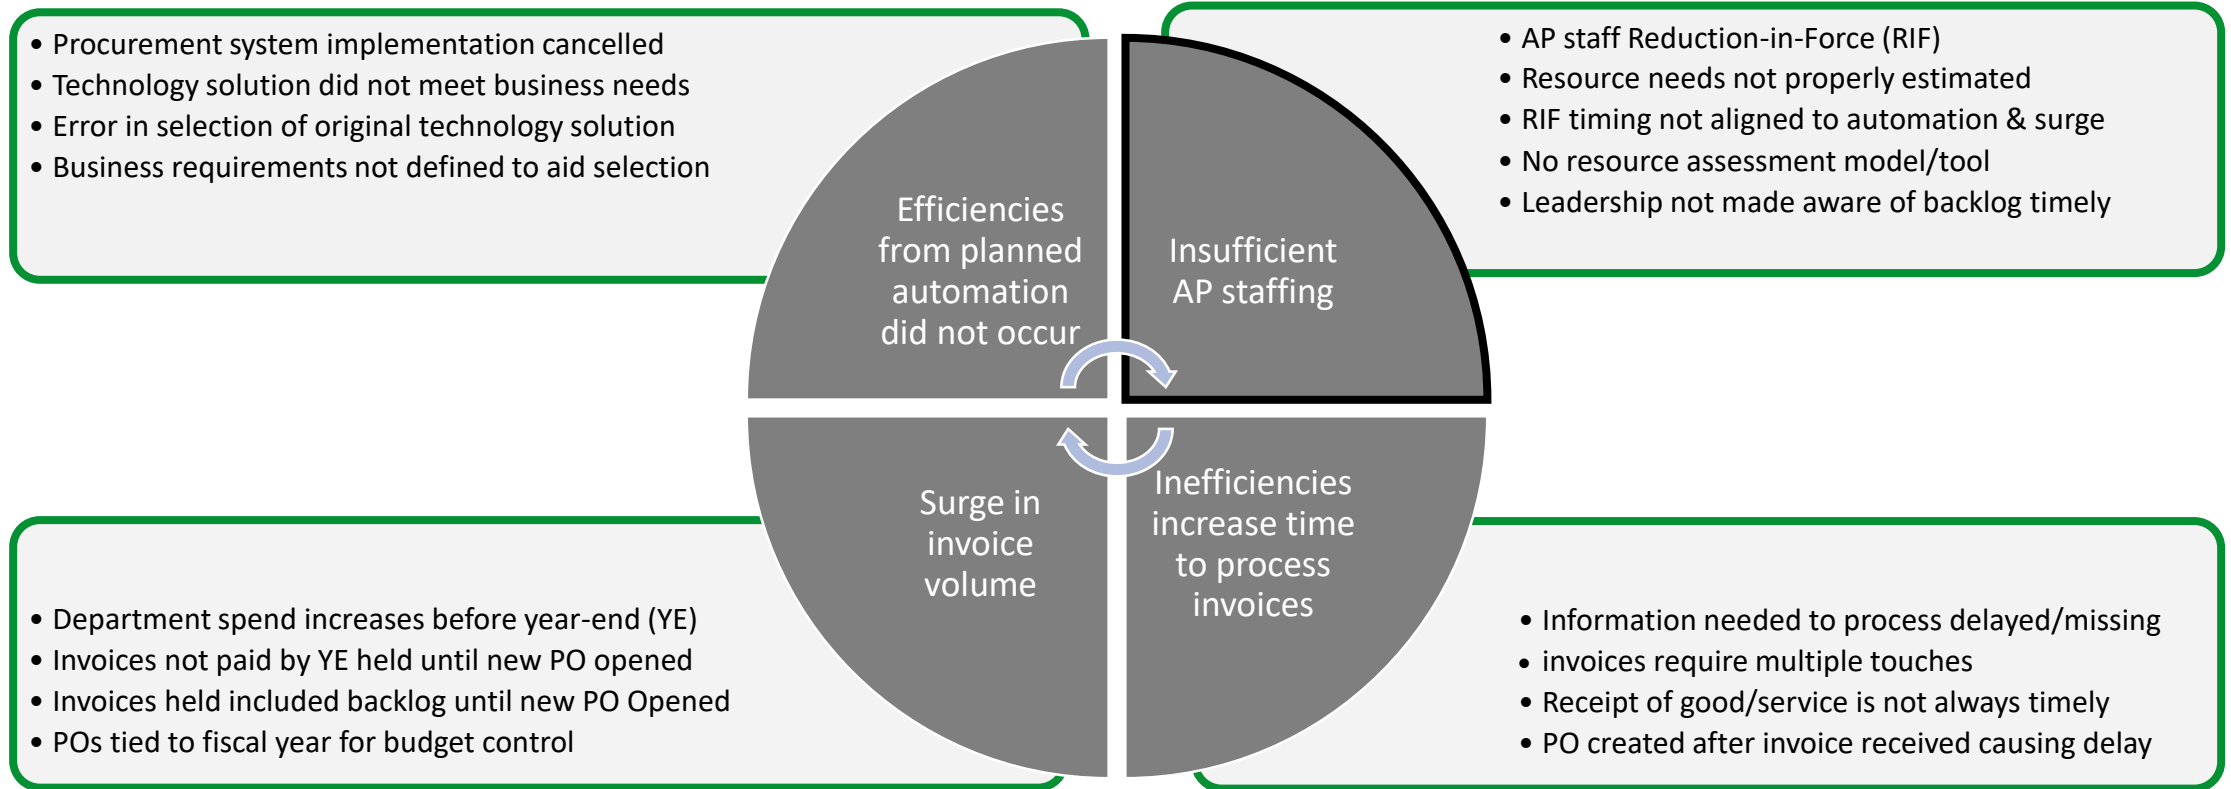 • Procurement system implementation cancelled
• Technology solution did not meet business needs
• Error in selection of original technology solution
• Business requirements not defined to aid selection
• AP staff Reduction-in-Force (RIF)
• Resource needs not properly estimated
• RIF timing not aligned to automation & surge
• No resource assessment model/tool
• Leadership not made aware of backlog timely
Efficiencies
from planned
automation
did not occur
Insufficient
AP staffing
Surge in
invoice
volume
Inefficiencies
increase time
to process
invoices
• Department spend increases before year-end (YE)
• Invoices not paid by YE held until new PO opened
• Invoices held included backlog until new PO Opened
• POs tied to fiscal year for budget control
• Information needed to process delayed/missing
• invoices require multiple touches
• Receipt of good/service is not always timely
• PO created after invoice received causing delay